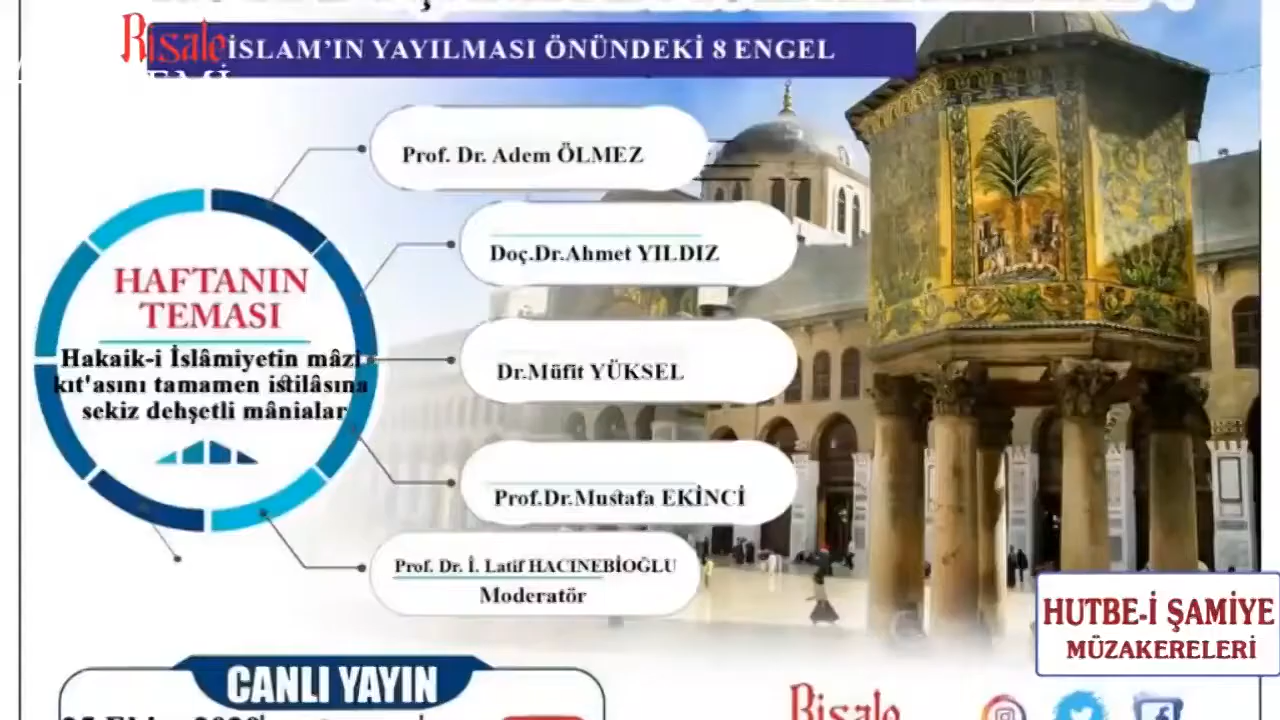 Risale
İSLAM'IN YAYILMASI ÖNÜNDEKİ 8 ENGEL
Prof. Dr. Adem ÖLMEZ
Doç.Dr.Ahmet YILDIZ
HAFTANIN
TEMASI
Hakaik-i İslâmiyetin mâzi
kıt'asını tamamen istilâsına
sekiz dehşetli mânialar
Dr.Müfit YÜKSEL
Prof.Dr.Mustafa EKİNCİ
Prof. Dr. İ. Latif HACINEBİOĞLU
Moderatör
HUTBE-İ ŞAMİYE
MÜZAKERELERİ
CANLI YAYIN
Risale